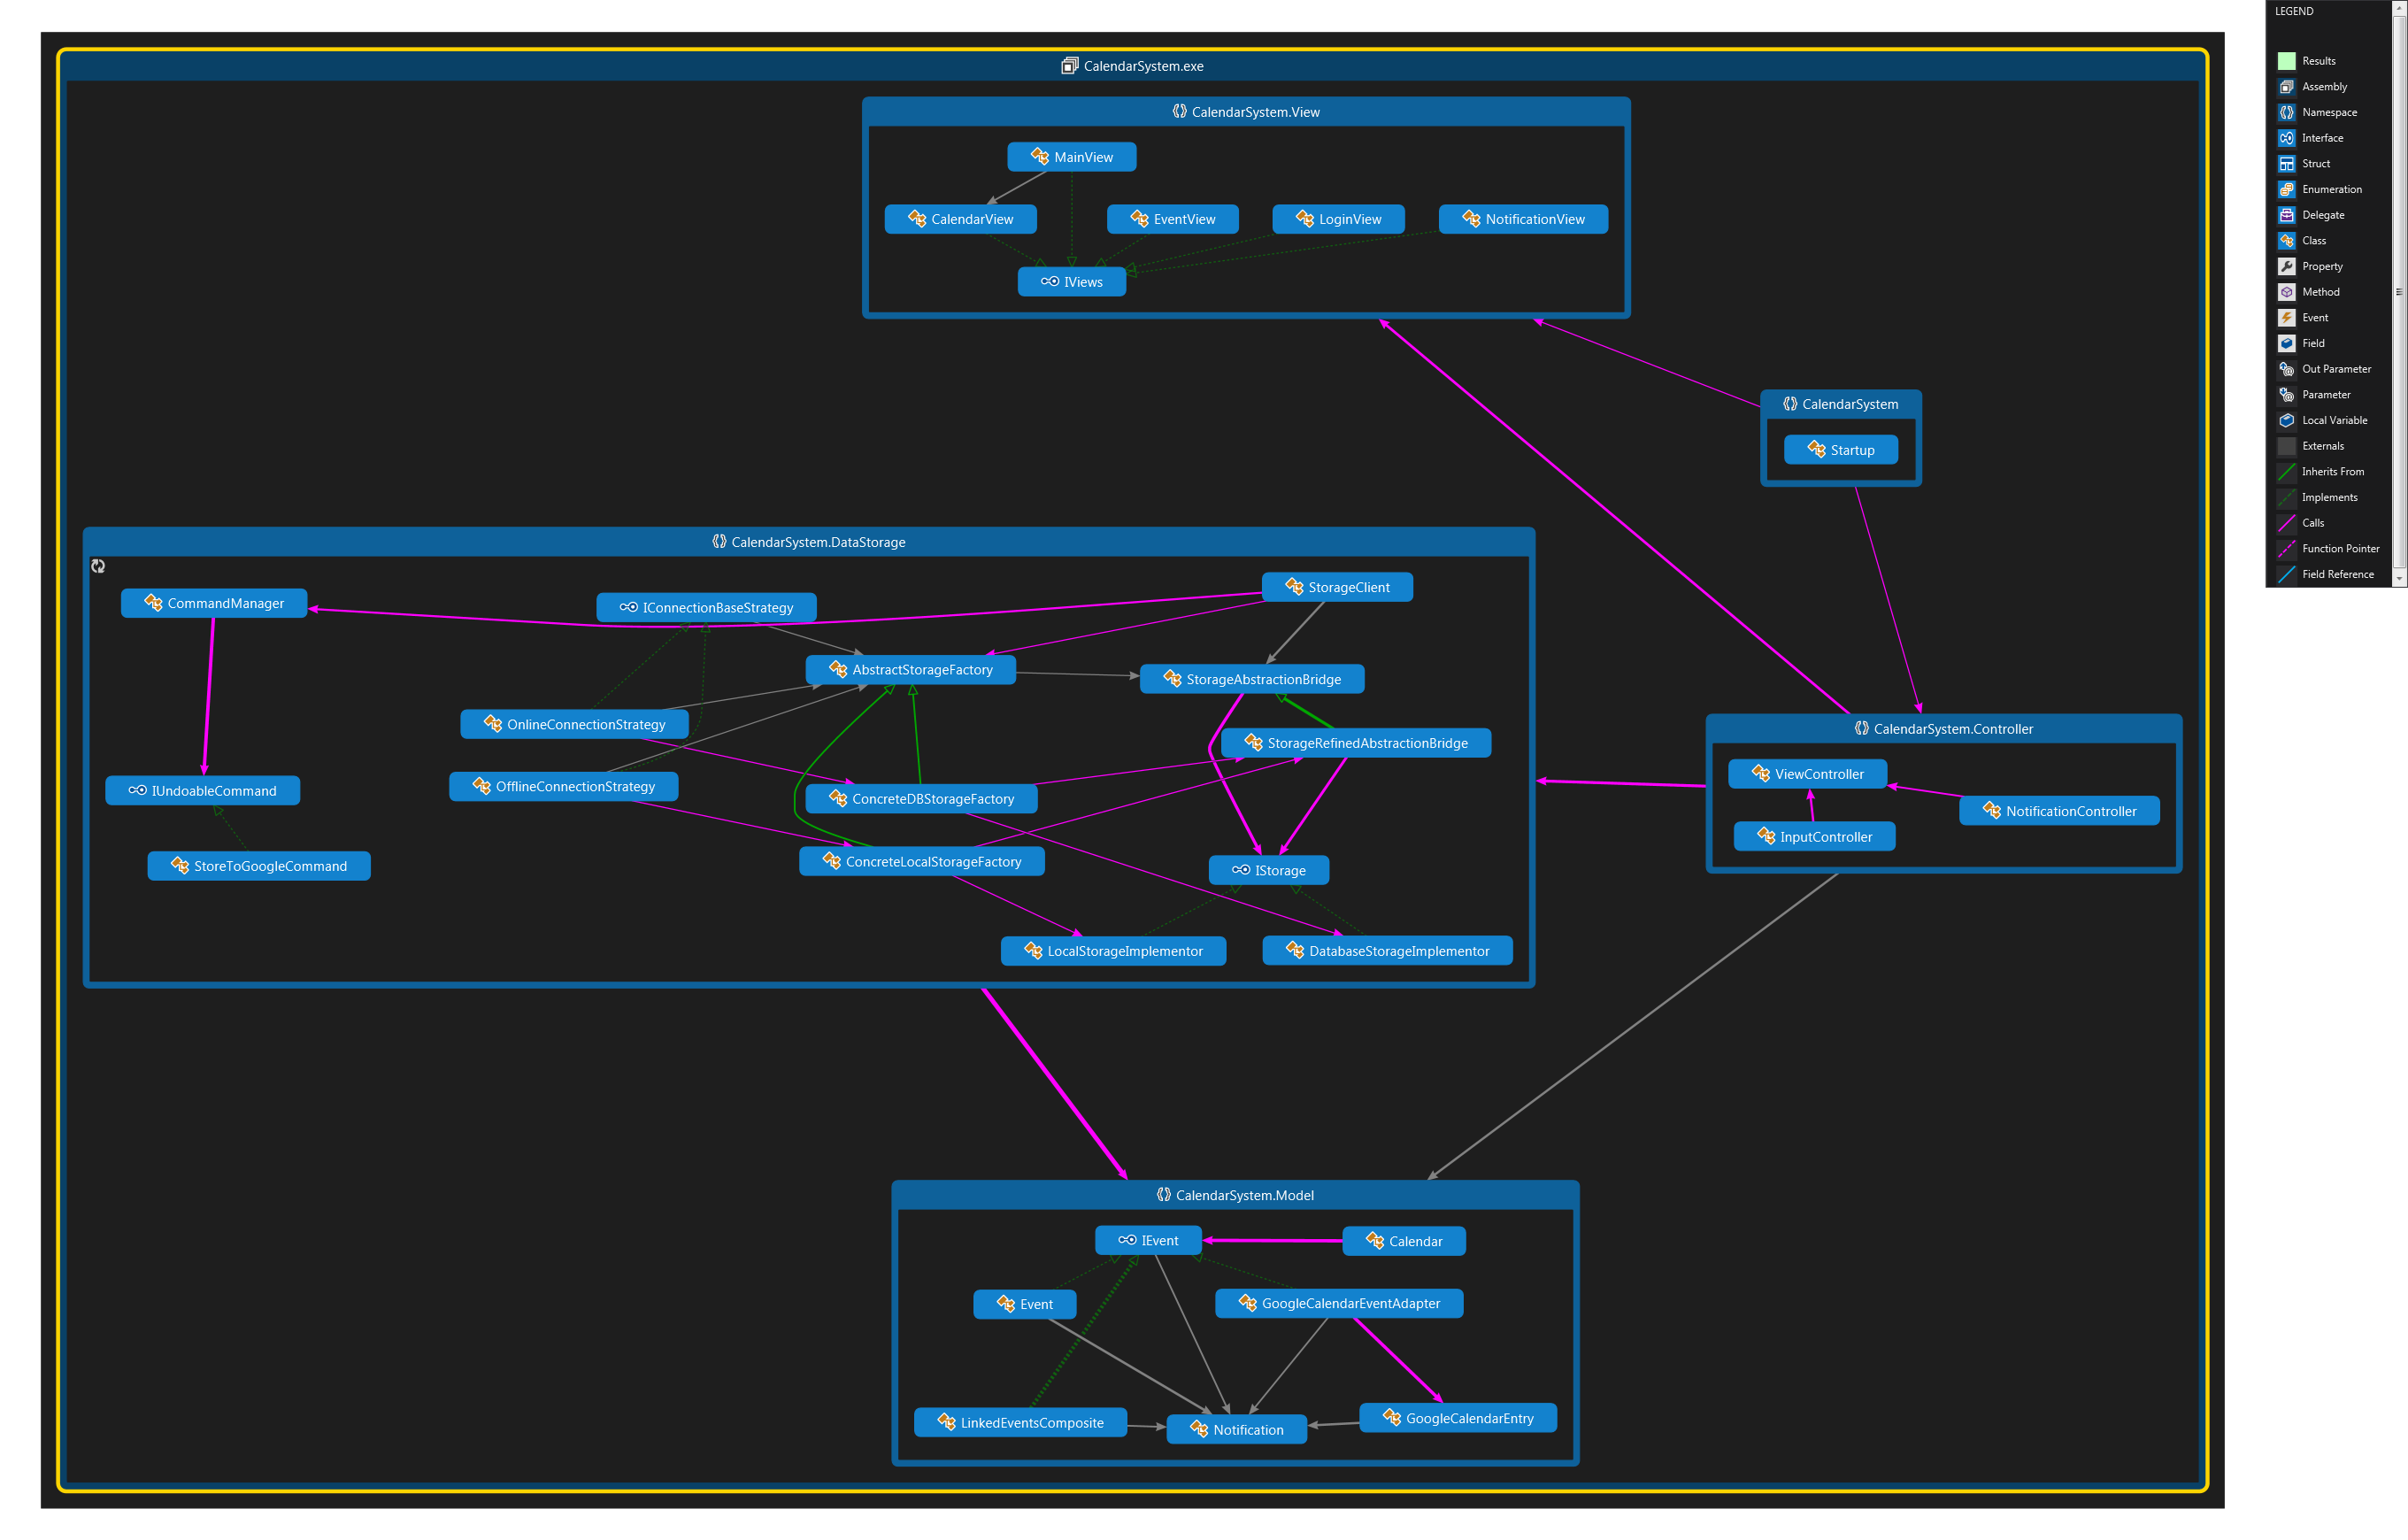 CalendarSystem.exe
CalendarSystem.View
MainView
CalendarView
EventView
LoginView
NotificationView
IViews
CalendarSystem
Startup
CalendarSystem.DataStorage
CommandManager
IConnectionBaseStrategy
StorageClient
AbstractStorageFactory
StorageAbstractionBridge
OnlineConnectionStrategy
StorageRefinedAbstractionBridge
OfflineConnectionStrategy
IUndoableCommand
ConcreteDBStorageFactory
StoreToGoogleCommand
ConcreteLocalStorageFactory
IStorage
LocalStorageImplementor
DatabaseStorageImplementor
CalendarSystem.Controller
ViewController
NotificationController
InputController
CalendarSystem.Model
IEvent
Calendar
Event
GoogleCalendarEventAdapter
LinkedEventsComposite
Notification
GoogleCalendarEntry
LEGEND
Results
Assembly
Namespace
Interface
Struct
Enumeration
Delegate
Class
Property
Method
Event
Field
Out Parameter
Parameter
Local Variable
Externals
Inherits From
Implements
Calls
Function Pointer
Field Reference